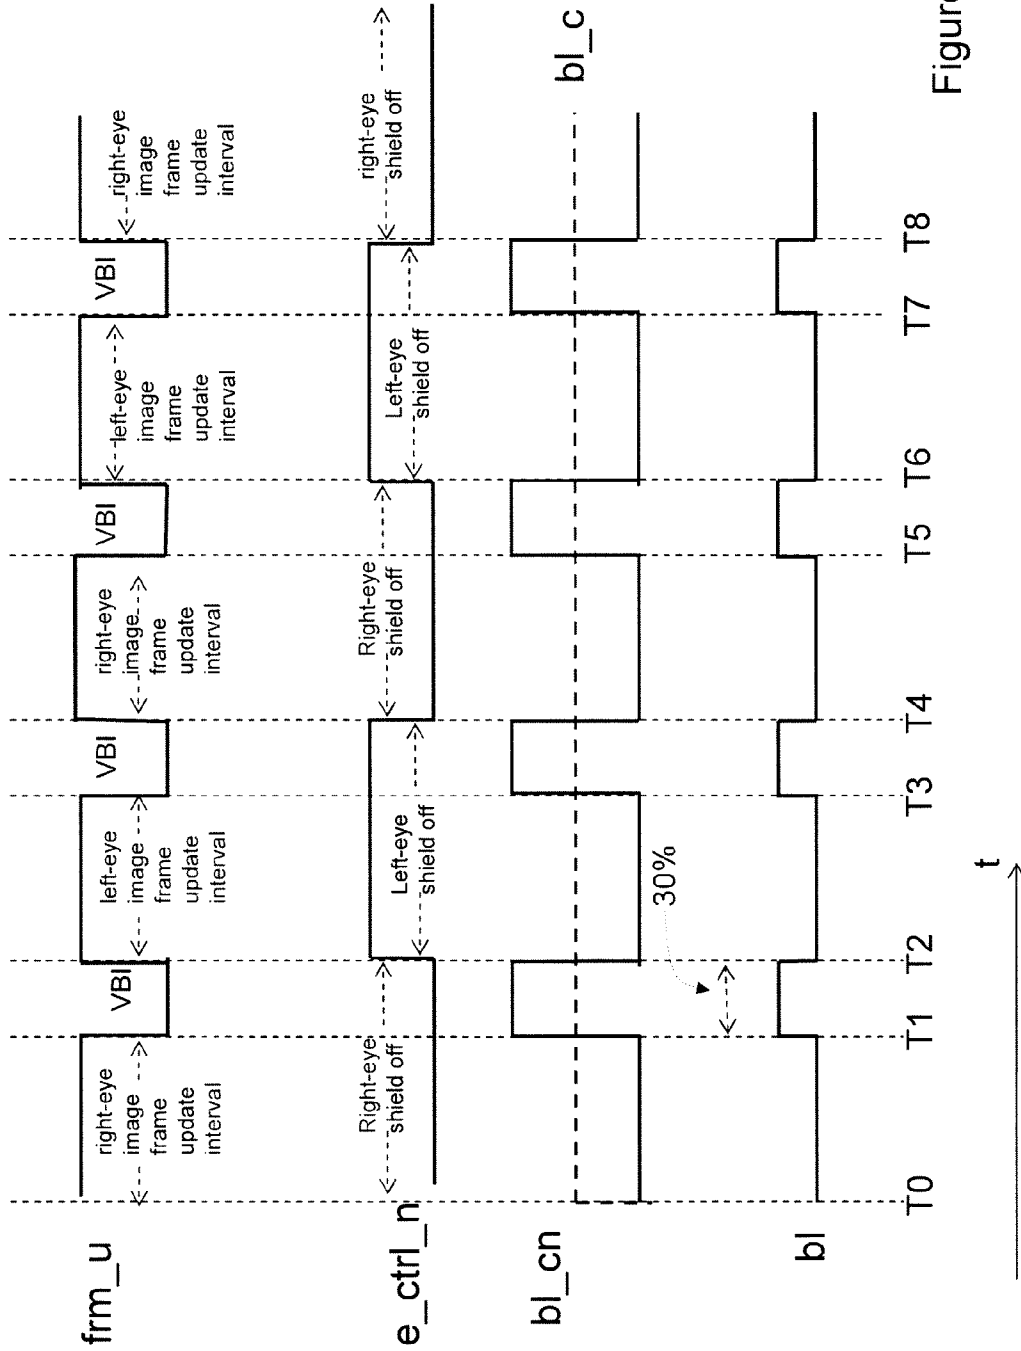 frm_u
right-eye
image
frame
update
interval
VBI
left-eye
image
frame
update
interval
VBI
right-eye
image
frame
update
interval
VBI
left-eye
image
frame
update
interval
VBI
right-eye
image
frame
update
interval
e_ctrl_n
Right-eye
shield off
Left-eye
shield off
Right-eye
shield off
Left-eye
shield off
right-eye
shield off
bl_cn
bl_c
30%
bl
T0
T1
T2
T3
T4
T5
T6
T7
T8
t
Figure